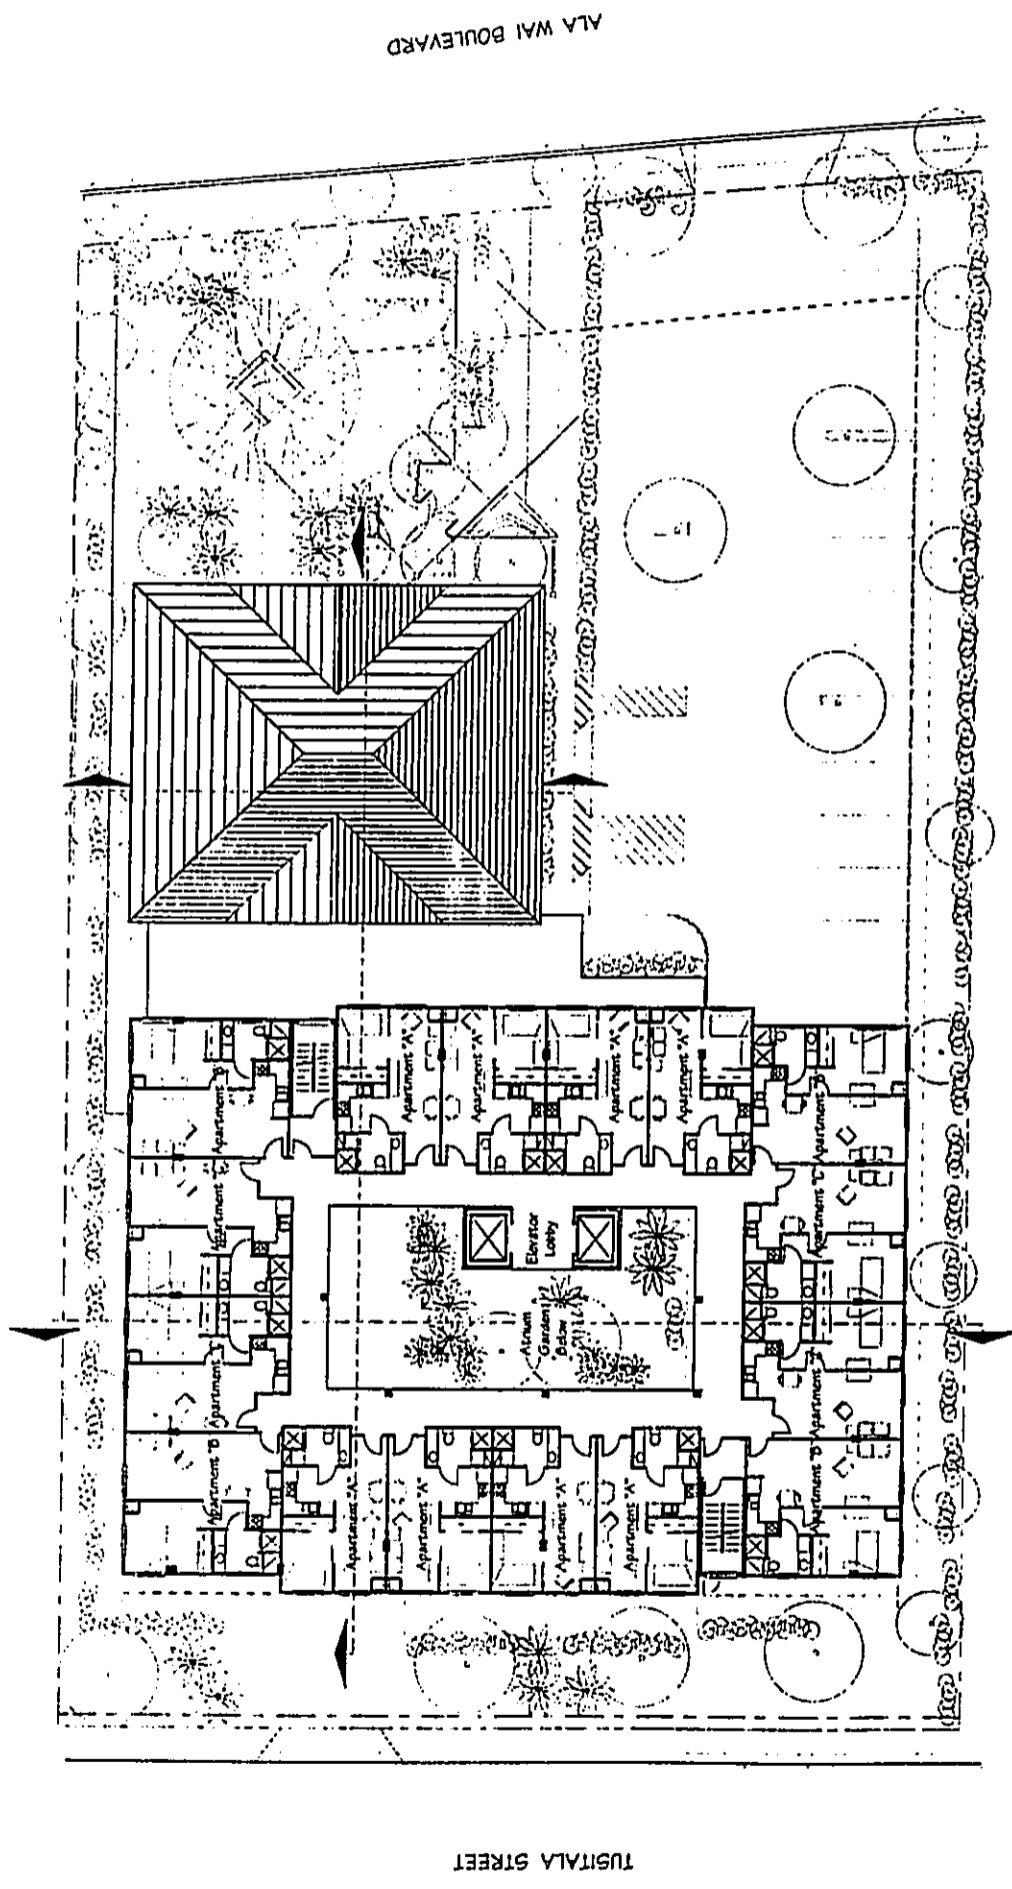 ALA WAI BOULEVARD
Apartment "B"
Apartment "A"
Apartment "A"
Apartment "A"
Apartment "A"
Apartment "B"
Apartment "C"
Apartment "C"
Elevator
Lobby
Atrium
Garden
Below
Apartment "C"
Apartment "C"
Apartment "B"
Apartment "A"
Apartment "A"
Apartment "A"
Apartment "A"
Apartment "B"
TUSITALA STREET